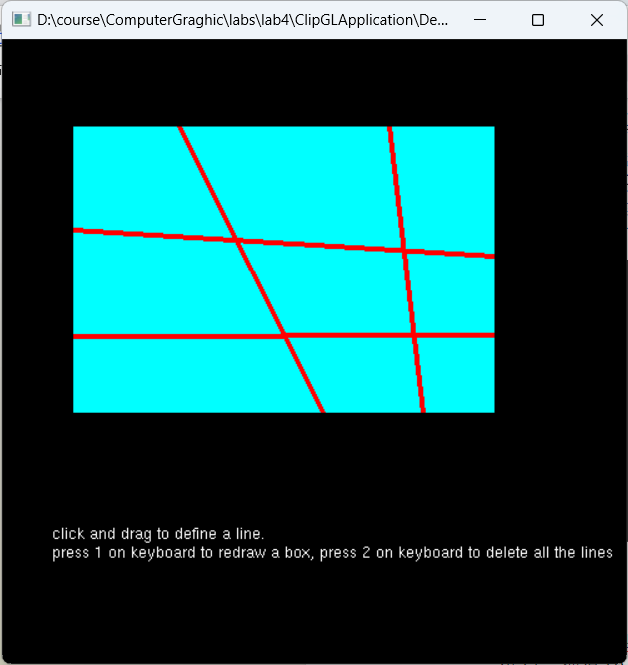 D:\course\ComputerGraghic\labs\lab4\ClipGLApplication\De...
click and drag to define a line.
press 1 on keyboard to redraw a box, press 2 on keyboard to delete all the lines